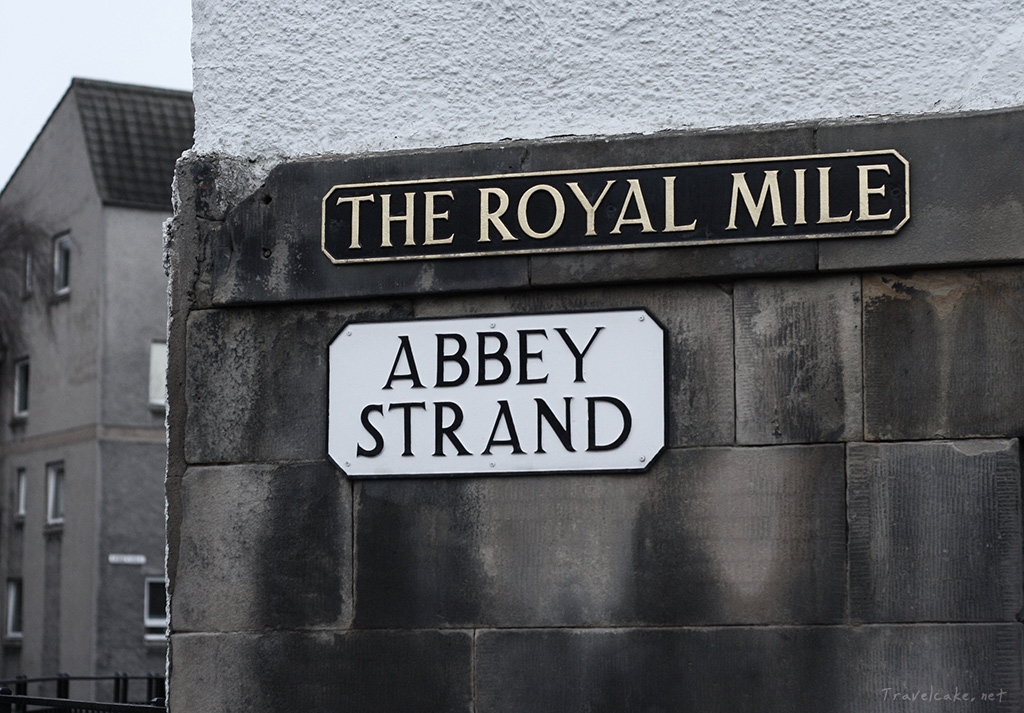 THE ROYAL MILE
ABBEY
STRAND
Travelcake.net